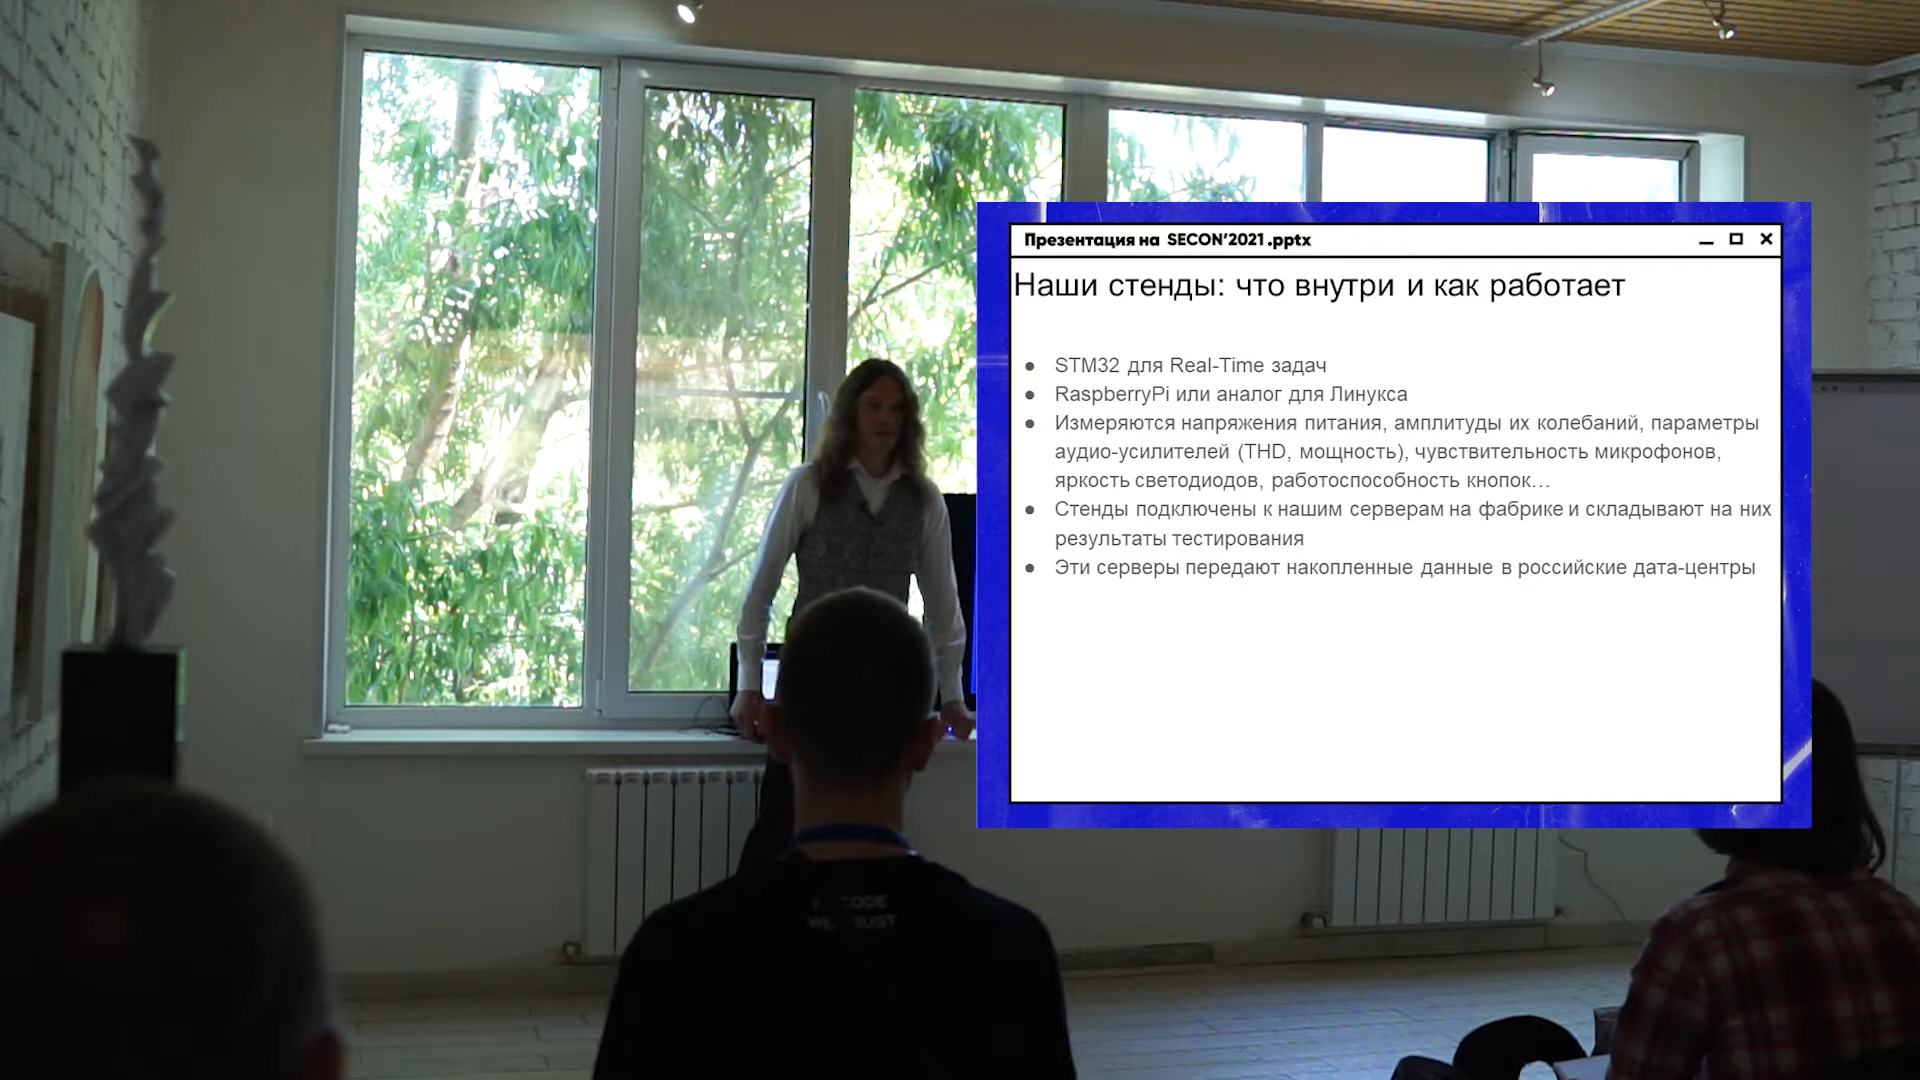 Презентация на SECON’2021.pptx
Наши стенды: что внутри и как работает
● STM32 для Real-Time задач
● RaspberryPi или аналог для Линукса
● Измеряются напряжения питания, амплитуды их колебаний, параметры
аудио-усилителей (THD, мощность), чувствительность микрофонов,
яркость светодиодов, работоспособность кнопок…
● Стенды подключены к нашим серверам на фабрике и складывают на них
результаты тестирования
● Эти серверы передают накопленные данные в российские дата-центры
CODE